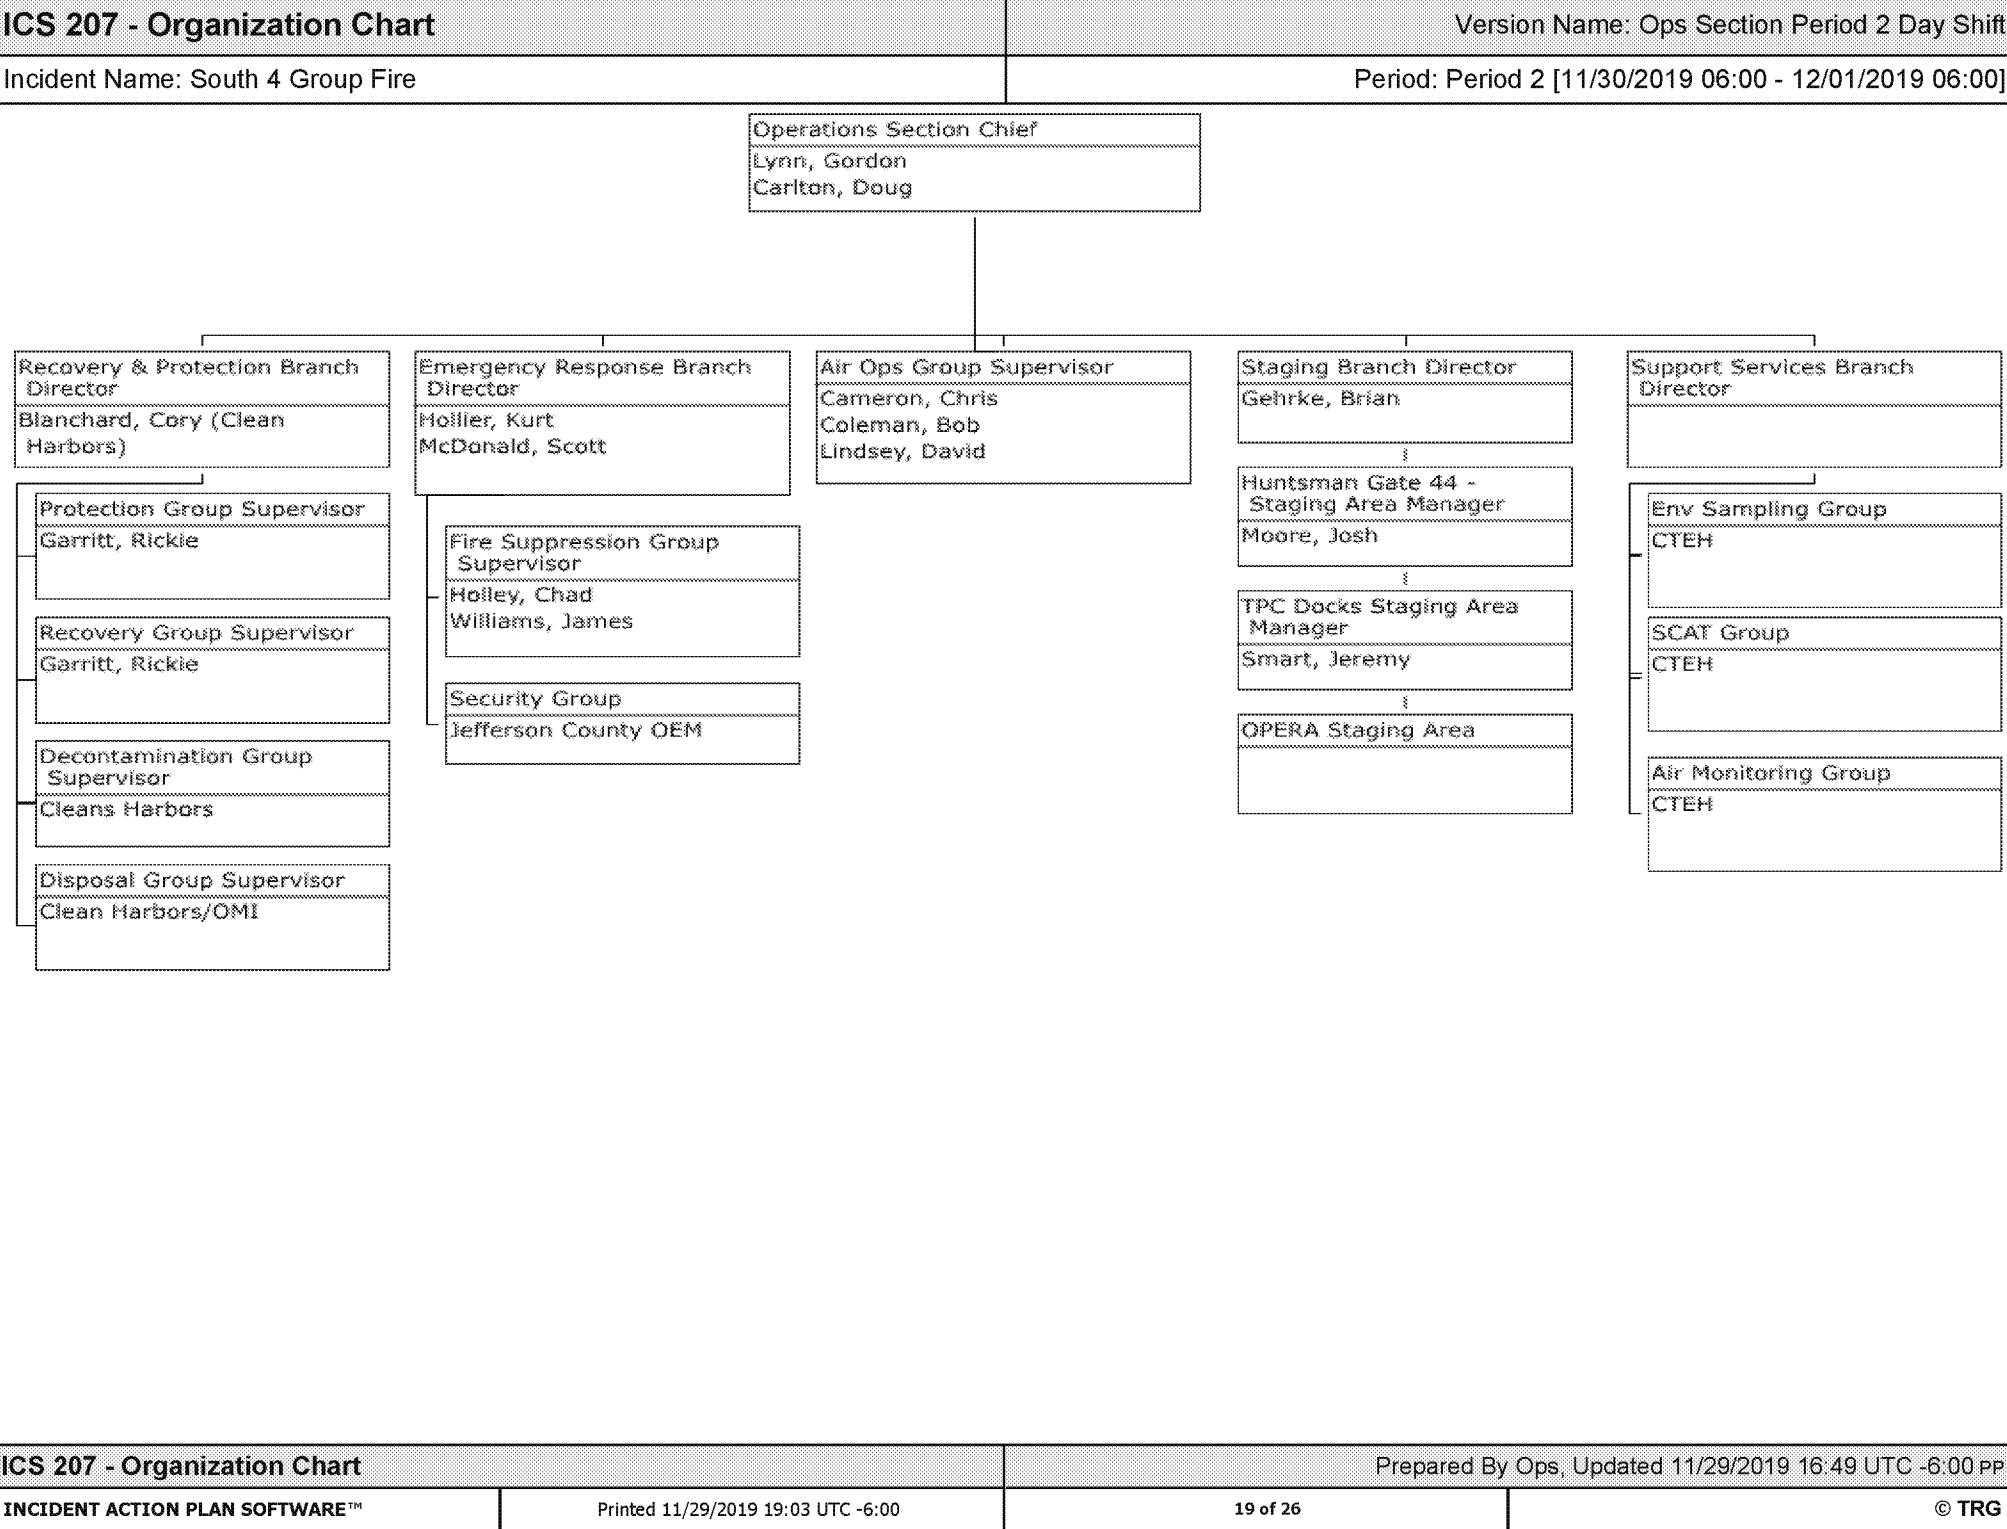 ICS 207 - Organization Chart
Version Name: Ops Section Period 2 Day Shift
Incident Name: South 4 Group Fire
Period: Period 2 [11/30/2019 06:00 - 12/01/2019 06:00]
Operations Section Chief
Lynn, Gordon
Carlton, Doug
Recovery & Protection Branch
Director
Blanchard, Cory (Clean
Harbors)
Protection Group Supervisor
Garritt, Rickie
Recovery Group Supervisor
Garritt, Rickie
Decontamination Group
Supervisor
Cleans Harbors
Disposal Group Supervisor
Clean Harbors/OMI
Emergency Response Branch
Director
Hollier, Kurt
McDonald, Scott
Fire Suppression Group
Supervisor
Holley, Chad
Williams, James
Security Group
Jefferson County OEM
Air Ops Group Supervisor
Cameron, Chris
Coleman, Bob
Lindsey, David
Staging Branch Director
Gehrke, Brian
Huntsman Gate 44 -
Staging Area Manager
Moore, Josh
TPC Docks Staging Area
Manager
Smart, Jeremy
OPERA Staging Area
Support Services Branch
Director
Env Sampling Group
CTEH
SCAT Group
CTEH
Air Monitoring Group
CTEH
ICS 207 - Organization Chart
Prepared By Ops, Updated 11/29/2019 16:49 UTC -6:00 PP
INCIDENT ACTION PLAN SOFTWARE™
Printed 11/29/2019 19:03 UTC -6:00
19 of 26
© TRG